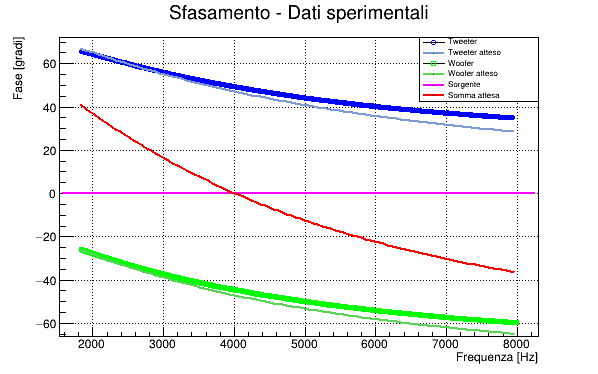 Sfasamento - Dati sperimentali
Fase [gradi]
Tweeter
Tweeter atteso
Woofer
Woofer atteso
Sorgente
Somma attesa
60
40
20
0
−20
−40
−60
2000 3000 4000 5000 6000 7000 8000
Frequenza [Hz]